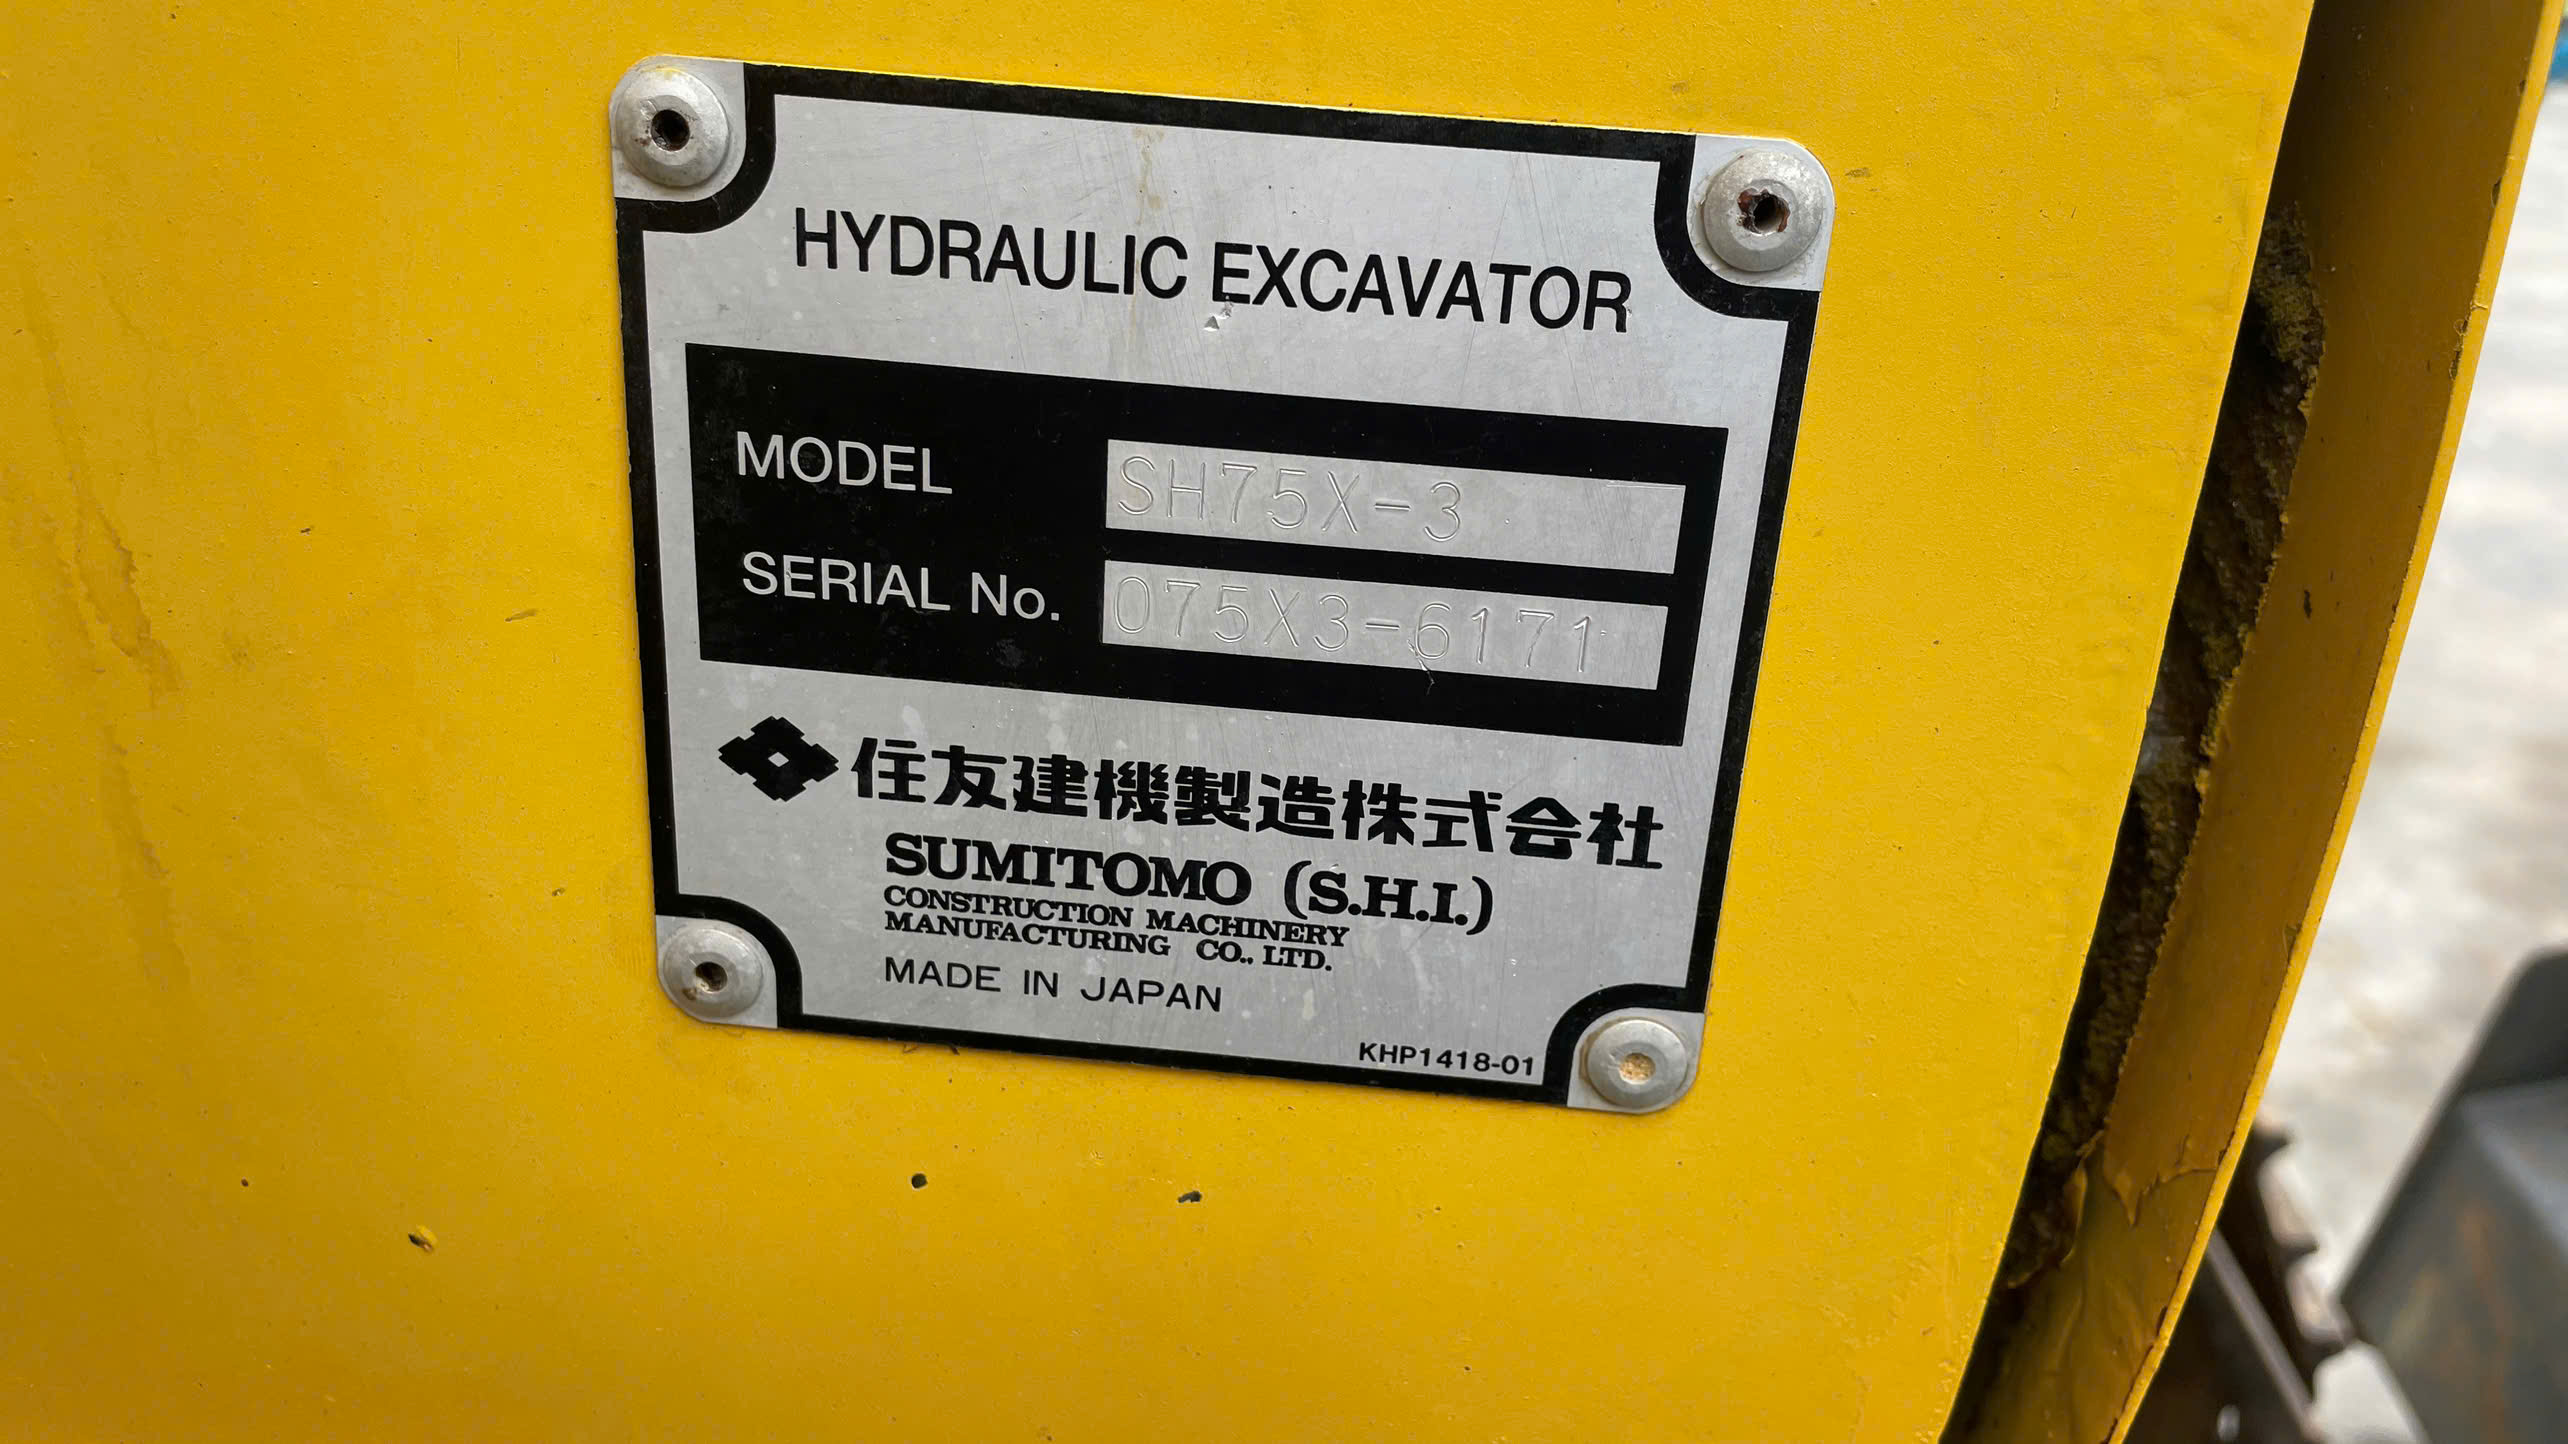 HYDRAULIC EXCAVATOR
MODEL SH75X-3
SERIAL No. 075X3-6171
住友建機製造株式会社
SUMITOMO (S.H.I.)
CONSTRUCTION MACHINERY
MANUFACTURING CO., LTD.
MADE IN JAPAN
KHP1418-01